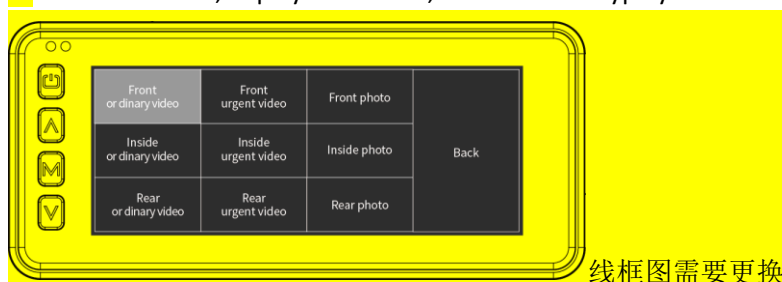 Front
or dinary video
Front
urgent video
Front photo
Inside
or dinary video
Inside
urgent video
Inside photo
Back
Rear
or dinary video
Rear
urgent video
Rear photo
M
线框图需要更换